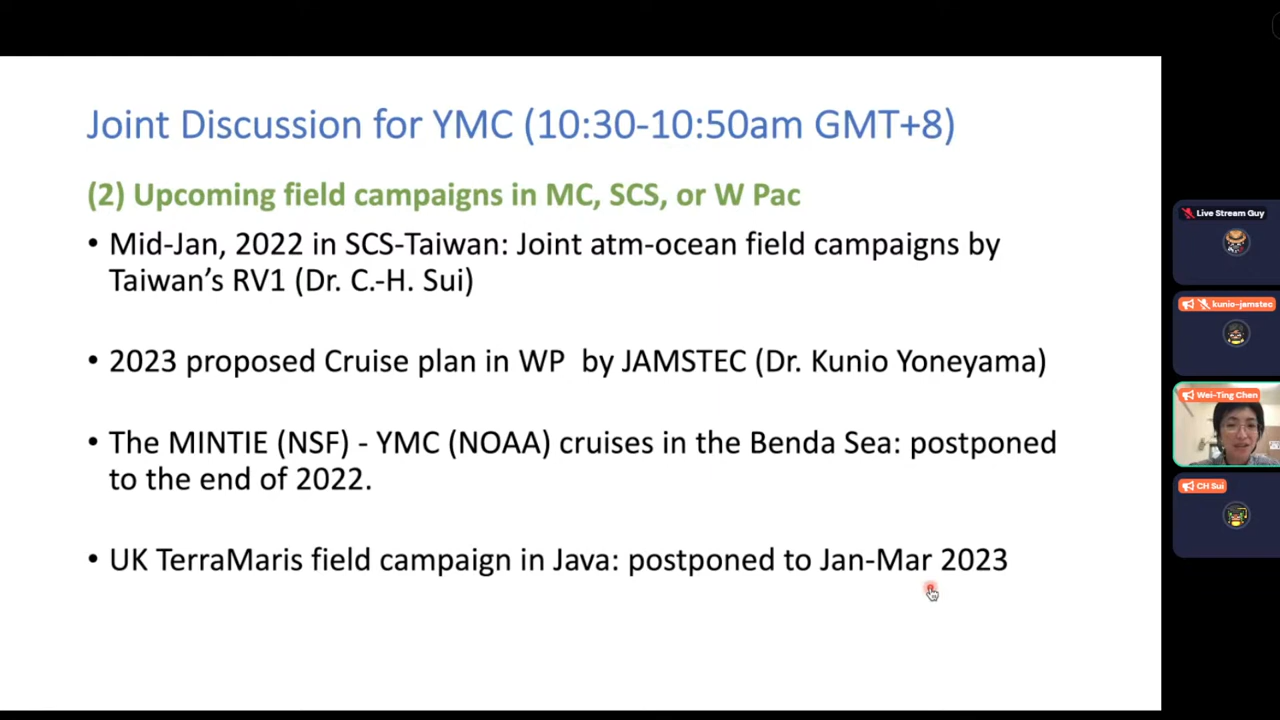 Joint Discussion for YMC (10:30-10:50am GMT+8)
(2) Upcoming field campaigns in MC, SCS, or W Pac
• Mid-Jan, 2022 in SCS-Taiwan: Joint atm-ocean field campaigns by
Taiwan's RV1 (Dr. C.-H. Sui)
• 2023 proposed Cruise plan in WP by JAMSTEC (Dr. Kunio Yoneyama)
• The MINTIE (NSF) - YMC (NOAA) cruises in the Benda Sea: postponed
to the end of 2022.
• UK TerraMaris field campaign in Java: postponed to Jan-Mar 2023
Live Stream Guy
kunio-jamstec
Wei-Ting Chen
CH Sui